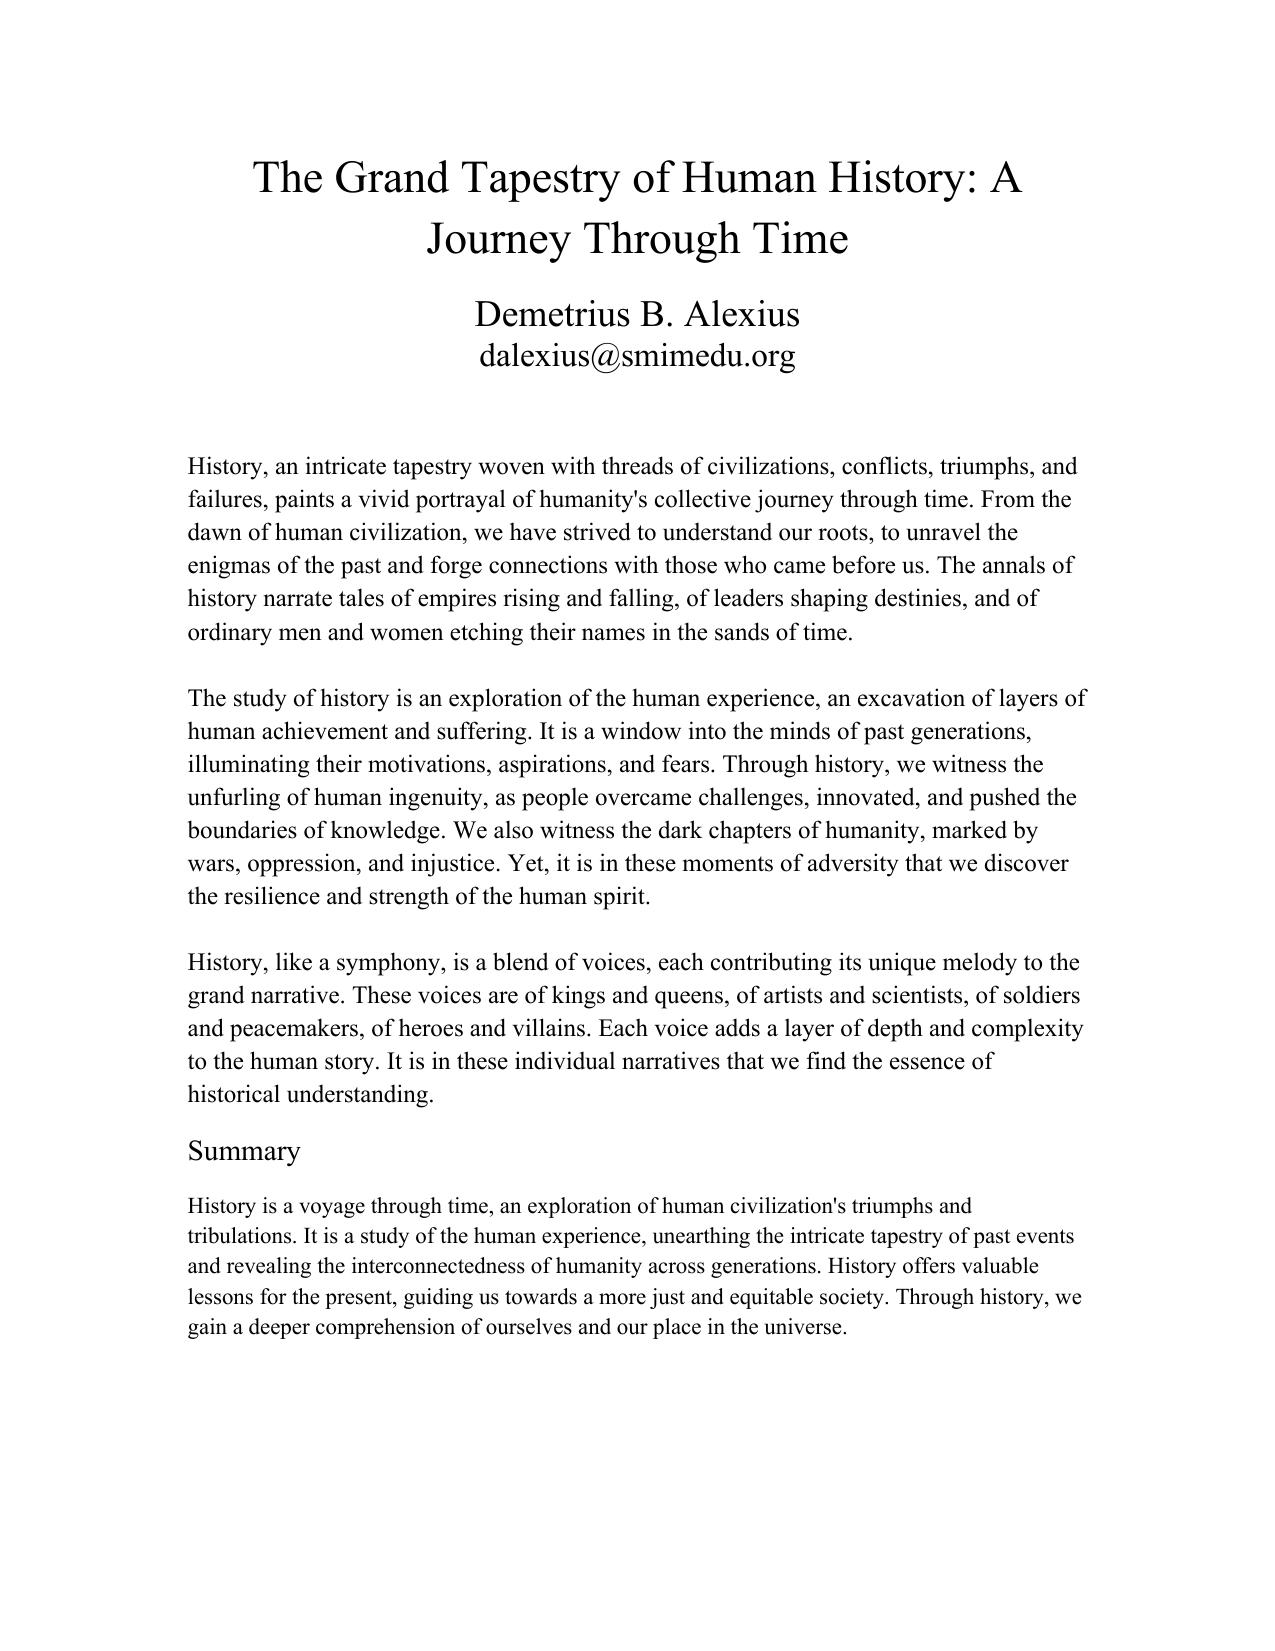 The Grand Tapestry of Human History: A
Journey Through Time
Demetrius B. Alexius
dalexius@smimedu.org
History, an intricate tapestry woven with threads of civilizations, conflicts, triumphs, and
failures, paints a vivid portrayal of humanity's collective journey through time. From the
dawn of human civilization, we have strived to understand our roots, to unravel the
enigmas of the past and forge connections with those who came before us. The annals of
history narrate tales of empires rising and falling, of leaders shaping destinies, and of
ordinary men and women etching their names in the sands of time.
The study of history is an exploration of the human experience, an excavation of layers of
human achievement and suffering. It is a window into the minds of past generations,
illuminating their motivations, aspirations, and fears. Through history, we witness the
unfurling of human ingenuity, as people overcame challenges, innovated, and pushed the
boundaries of knowledge. We also witness the dark chapters of humanity, marked by
wars, oppression, and injustice. Yet, it is in these moments of adversity that we discover
the resilience and strength of the human spirit.
History, like a symphony, is a blend of voices, each contributing its unique melody to the
grand narrative. These voices are of kings and queens, of artists and scientists, of soldiers
and peacemakers, of heroes and villains. Each voice adds a layer of depth and complexity
to the human story. It is in these individual narratives that we find the essence of
historical understanding.
Summary
History is a voyage through time, an exploration of human civilization's triumphs and
tribulations. It is a study of the human experience, unearthing the intricate tapestry of past events
and revealing the interconnectedness of humanity across generations. History offers valuable
lessons for the present, guiding us towards a more just and equitable society. Through history, we
gain a deeper comprehension of ourselves and our place in the universe.